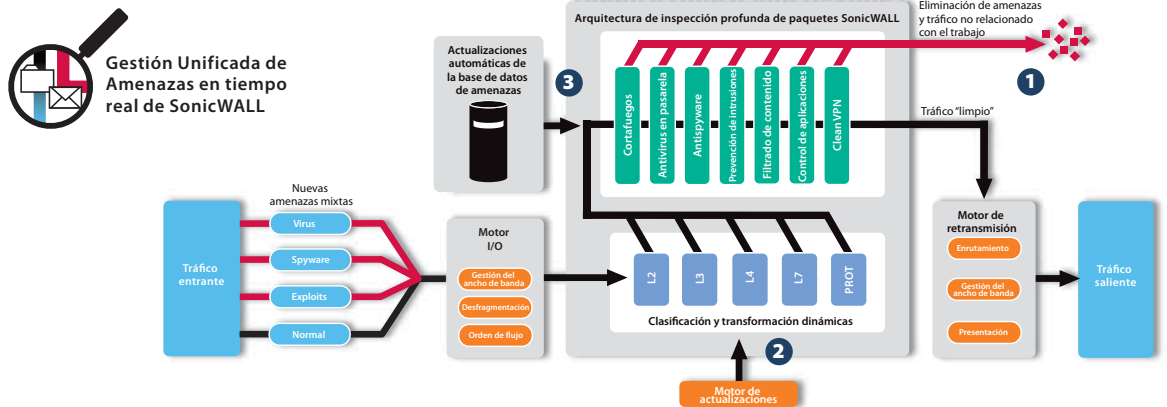 Gestión Unificada de
Amenazas en tiempo
real de SonicWALL
Actualizaciones
automáticas de
la base de datos
de amenazas
3
Arquitectura de inspección profunda de paquetes SonicWALL
Cortafuegos
Antivirus en pasarela
Antispyware
Prevención de intrusiones
Filtrado de contenido
Control de aplicaciones
Clean VPN
Eliminación de amenazas
y tráfico no relacionado
con el trabajo
1
Tráfico “limpio”
Nuevas
amenazas mixtas
Tráfico
entrante
Virus
Spyware
Exploits
Normal
Motor
I/O
Gestión del
ancho de banda
Desfragmentación
Orden de flujo
L2
L3
L4
L7
PROT
Clasificación y transformación dinámicas
2
Motor de
actualizaciones
Motor de
retransmisión
Enrutamiento
Gestión del
ancho de banda
Presentación
Tráfico
saliente